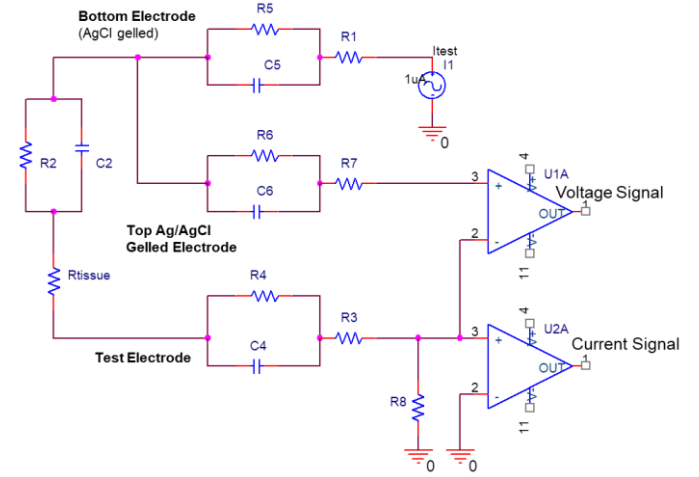 Bottom Electrode
(AgCl gelled)
R5
R1
C5
Itest
I1
1uA
0
R2
C2
R6
R7
C6
Top Ag/AgCl
Gelled Electrode
3
+
2
-
4
V+
U1A
Voltage Signal
OUT
1
V-
11
Rtissue
R4
R3
C4
Test Electrode
R8
0
0
3
+
2
-
4
V+
U2A
Current Signal
OUT
1
V-
11